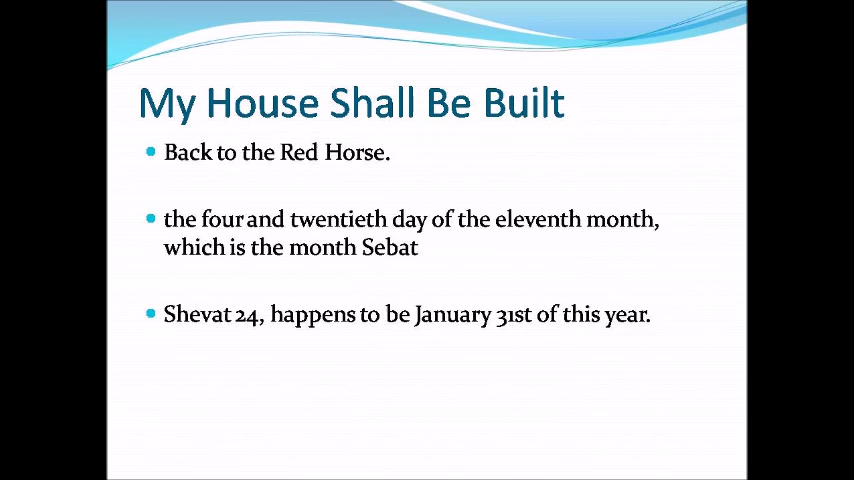 My House Shall Be Built
Back to the Red Horse.
the four and twentieth day of the eleventh month,
which is the month Sebat
Shevat 24, happens to be January 31st of this year.